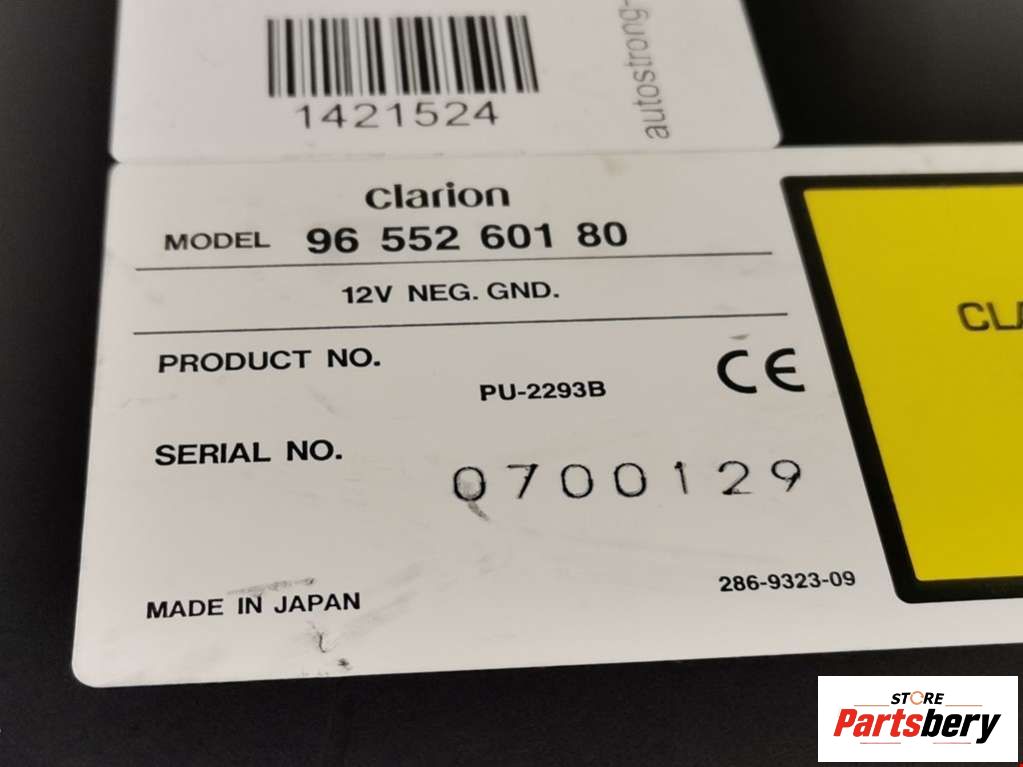 1421524
autostrong-
clarion
MODEL 96 552 601 80
12V NEG. GND.
PRODUCT NO.
PU-2293B
CE
SERIAL NO.
0700129
286-9323-09
MADE IN JAPAN
CLA
STORE
Partsbery